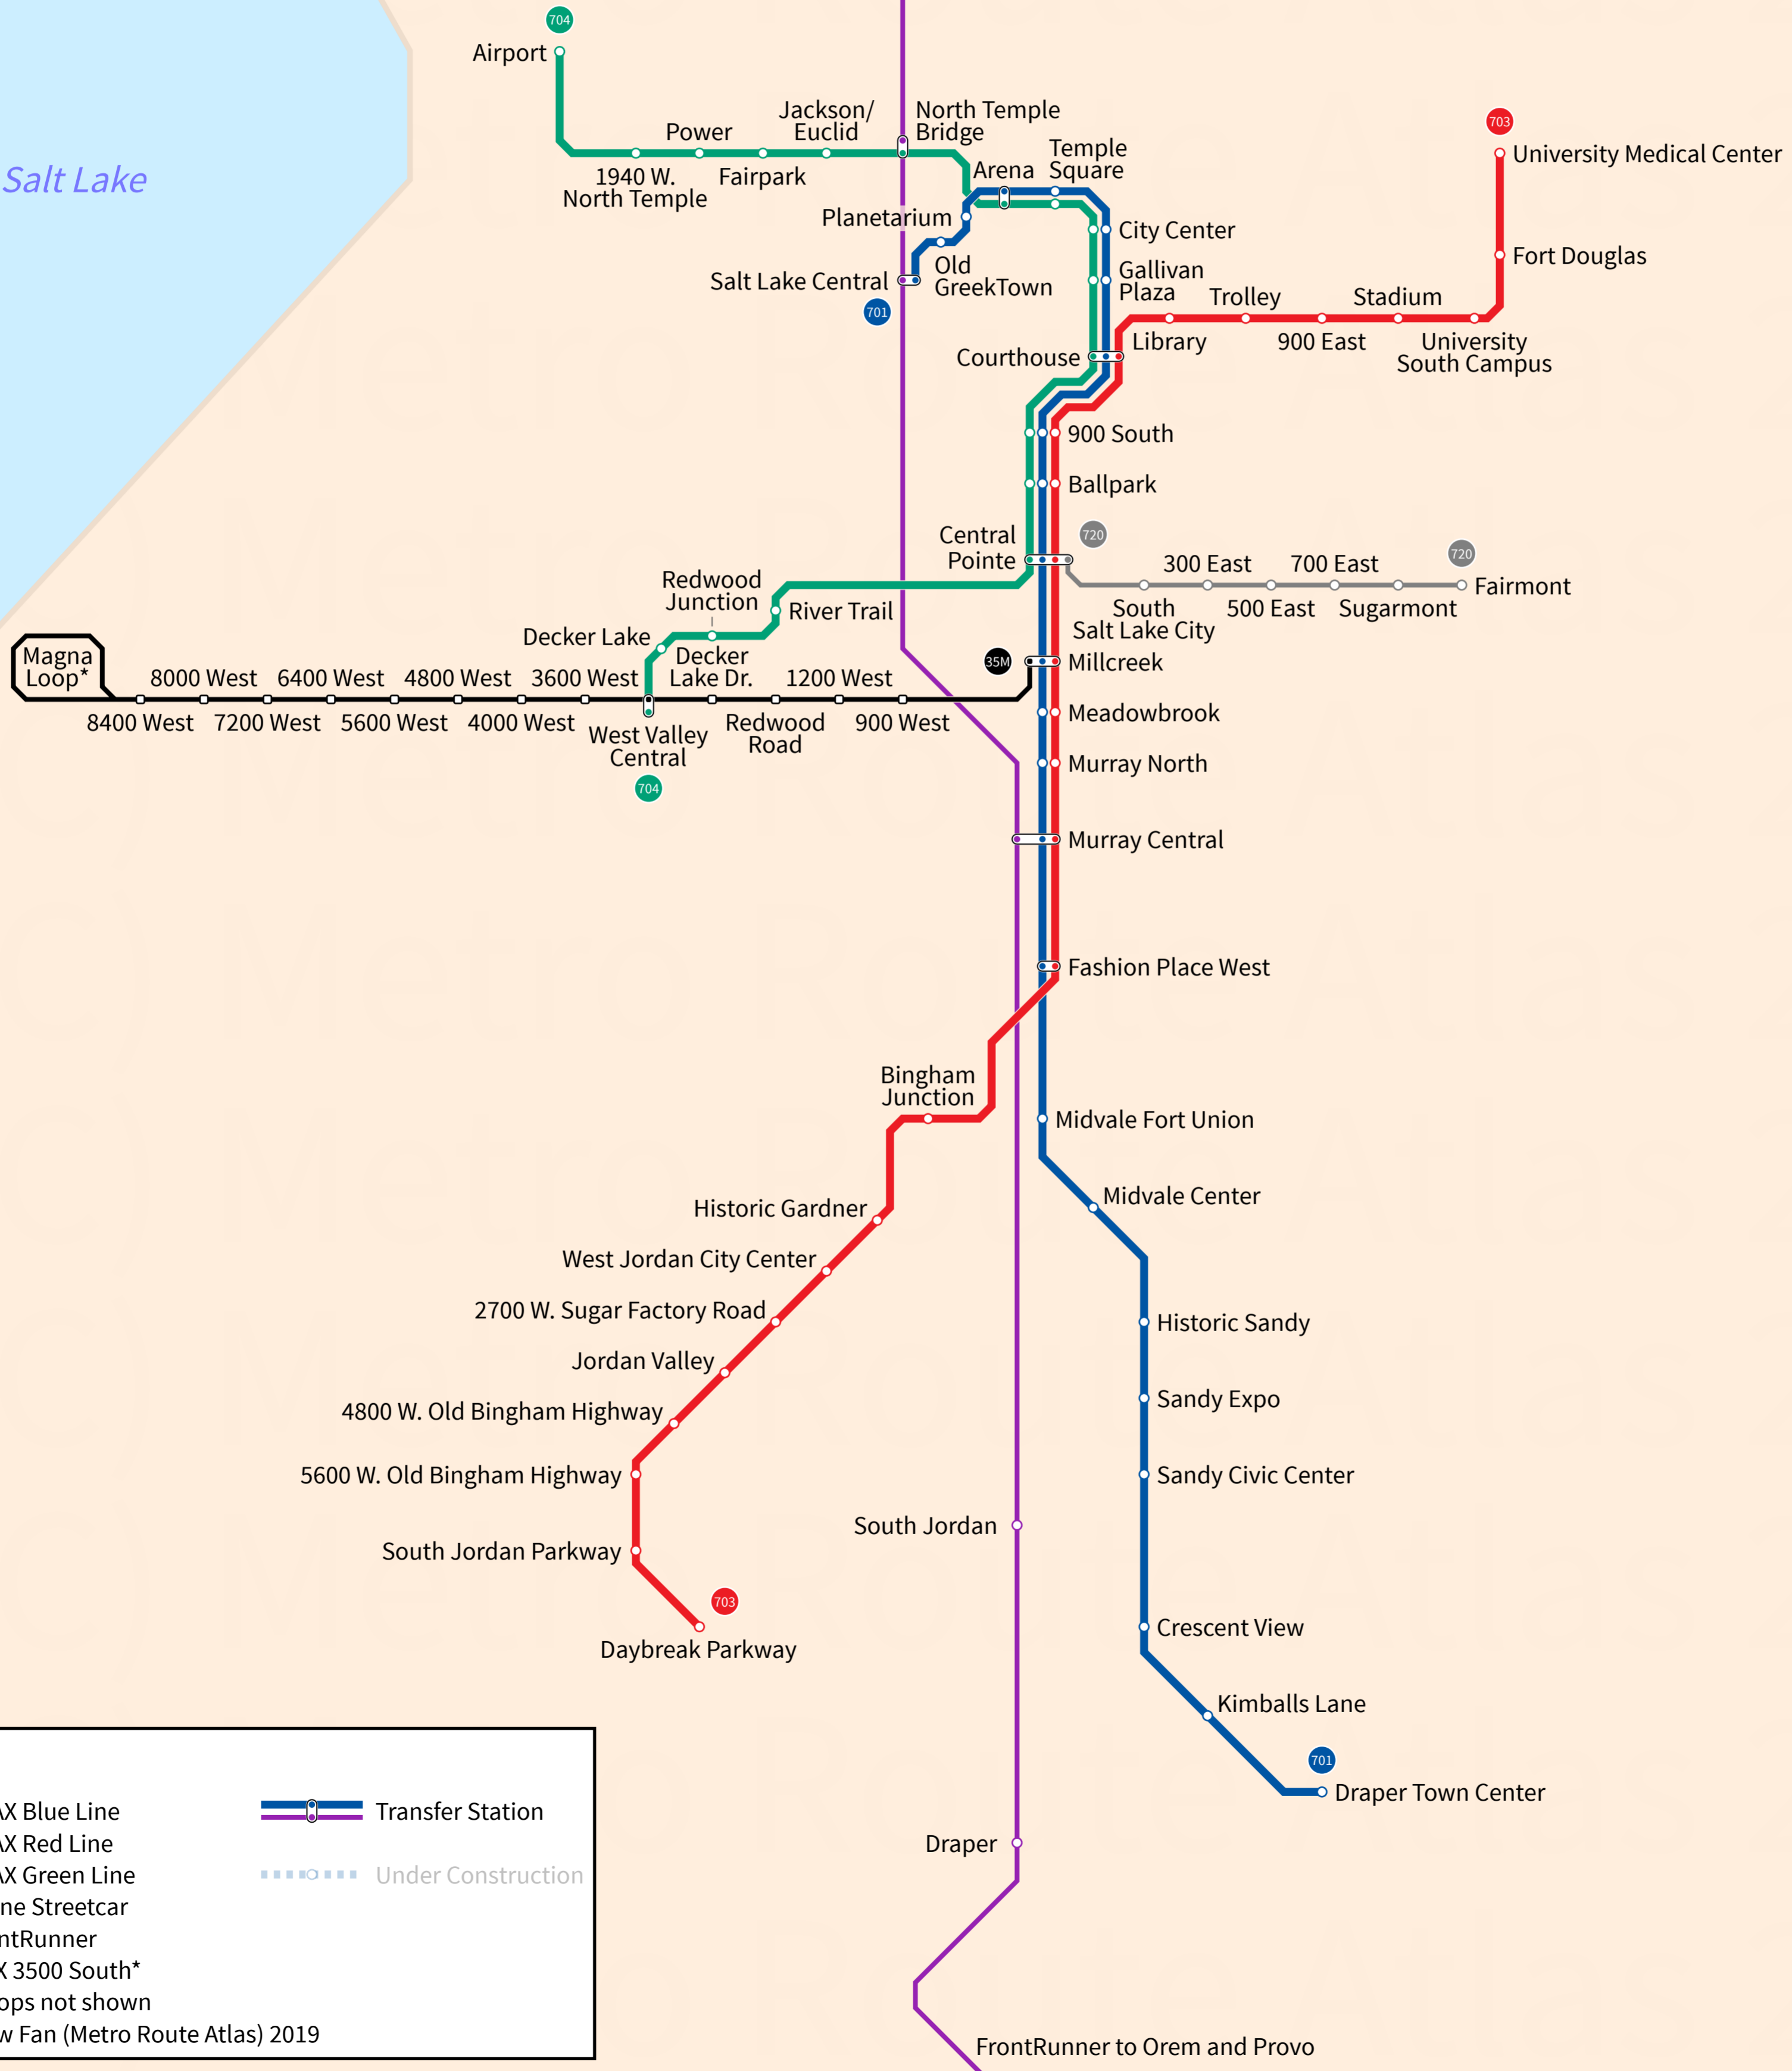 704
Airport
Salt Lake
Power
Jackson/
Euclid
North Temple
Bridge
1940 W.
North Temple
Fairpark
Arena
Temple
Square
703
University Medical Center
Planetarium
City Center
Fort Douglas
Salt Lake Central
701
Old
GreekTown
Gallivan
Plaza
Trolley
Stadium
Courthouse
Library
900 East
University
South Campus
900 South
Ballpark
Central
Pointe
720
300 East
700 East
720
Fairmont
South
Salt Lake City
500 East
Sugarmont
Redwood
Junction
River Trail
Decker Lake
Decker
Lake Dr.
35M
Millcreek
Magna
Loop*
8000 West
6400 West
4800 West
3600 West
1200 West
8400 West
7200 West
5600 West
4000 West
West Valley
Central
Redwood
Road
900 West
704
Meadowbrook
Murray North
Murray Central
Fashion Place West
Bingham
Junction
Midvale Fort Union
Historic Gardner
Midvale Center
West Jordan City Center
2700 W. Sugar Factory Road
Historic Sandy
Jordan Valley
Sandy Expo
4800 W. Old Bingham Highway
5600 W. Old Bingham Highway
Sandy Civic Center
South Jordan
South Jordan Parkway
703
Daybreak Parkway
Crescent View
Kimballs Lane
701
Draper Town Center
Draper
AX Blue Line
Transfer Station
AX Red Line
AX Green Line
Under Construction
ine Streetcar
ntRunner
X 3500 South*
ops not shown
w Fan (Metro Route Atlas) 2019
FrontRunner to Orem and Provo